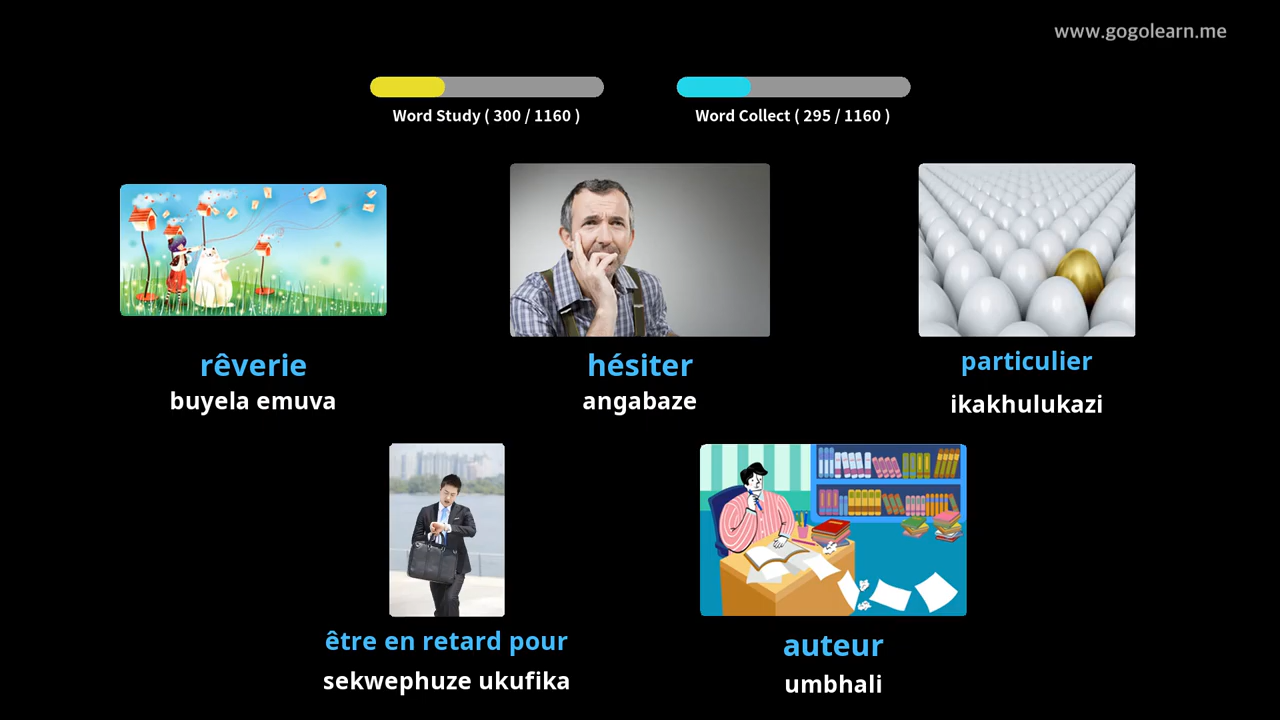 www.gogolearn.me
Word Study ( 300 / 1160 )
Word Collect ( 295 / 1160 )
rêverie
buyela emuva
hésiter
angabaze
particulier
ikakhulukazi
être en retard pour
sekwephuze ukufika
auteur
umbhali